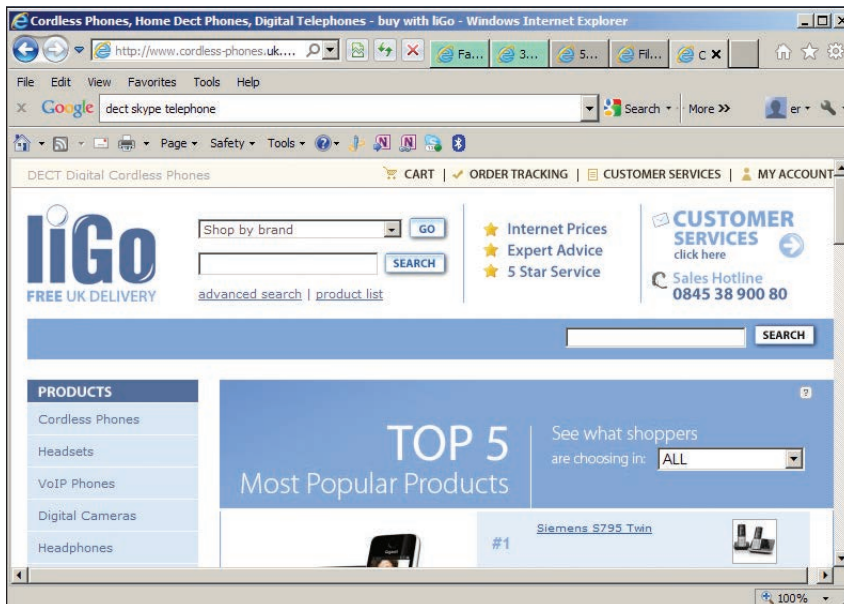 Cordless Phones, Home Dect Phones, Digital Telephones - buy with liGo - Windows Internet Explorer
http://www.cordless-phones.uk.... Fa... 3... 5... Fil... C
File Edit View Favorites Tools Help
x Google dect skype telephone Search More >> er
Page Safety Tools
DECT Digital Cordless Phones CART | ORDER TRACKING | CUSTOMER SERVICES | MY ACCOUNT
liGo
FREE UK DELIVERY
Shop by brand GO
SEARCH
advanced search | product list
Internet Prices
Expert Advice
5 Star Service
CUSTOMER
SERVICES
click here
Sales Hotline
0845 38 900 80
SEARCH
PRODUCTS
Cordless Phones
Headsets
VoIP Phones
Digital Cameras
Headphones
TOP 5
Most Popular Products
See what shoppers
are choosing in: ALL
#1 Siemens S795 Twin
100%